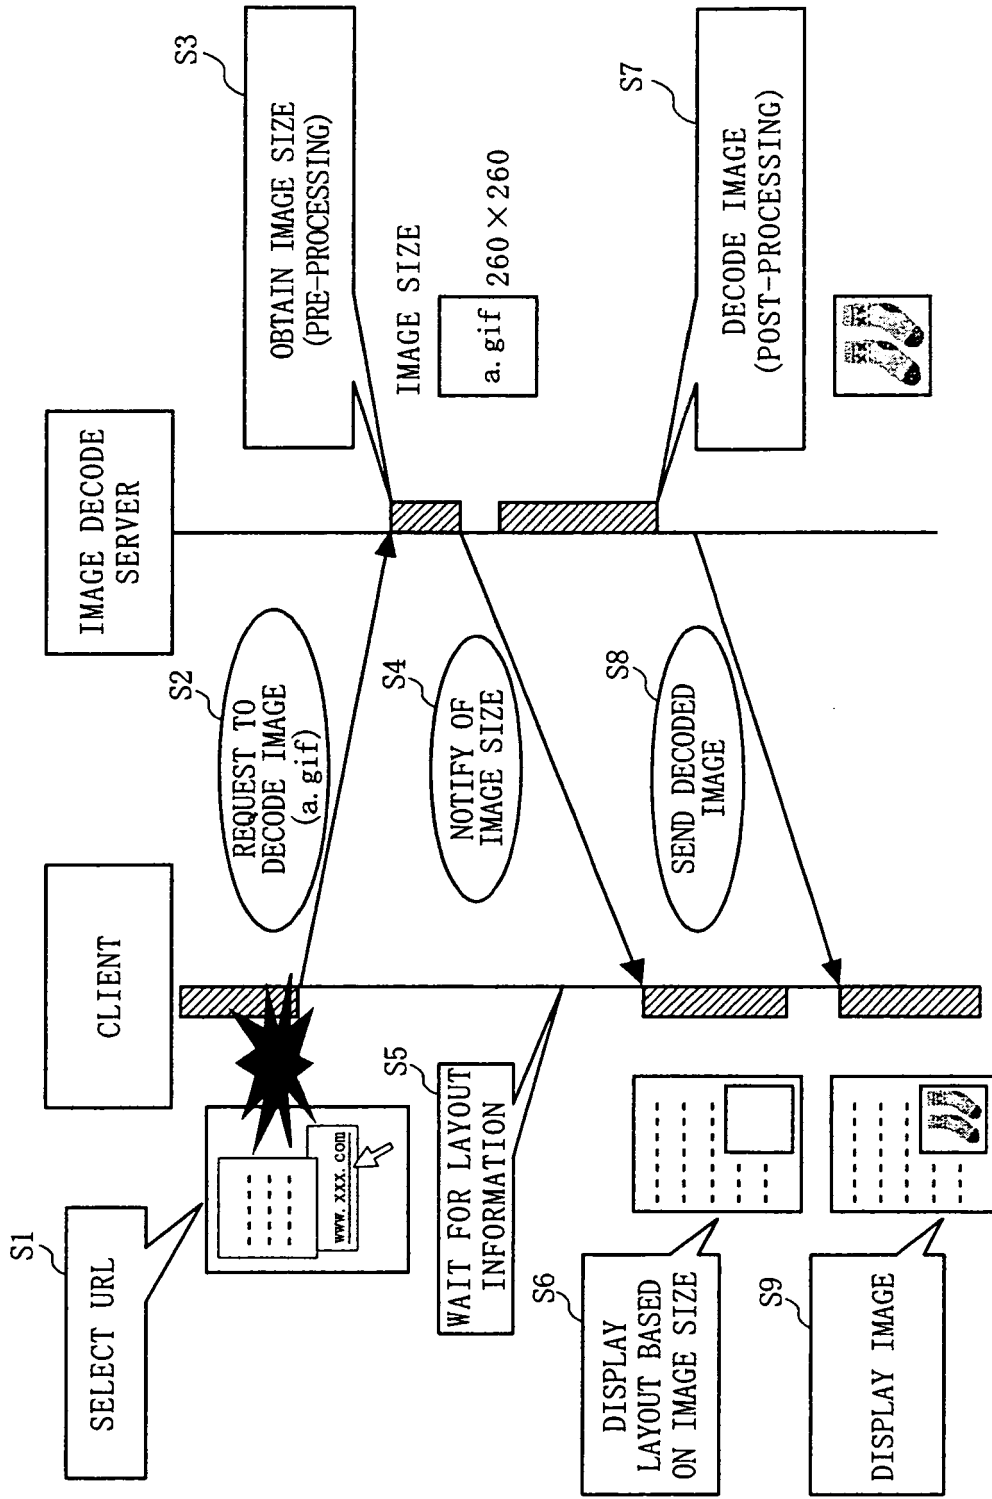 S1
SELECT URL
www.xxx.com
CLIENT
IMAGE DECODE
SERVER
S2
REQUEST TO
DECODE IMAGE
(a.gif)
S3
OBTAIN IMAGE SIZE
(PRE-PROCESSING)
IMAGE SIZE
a.gif 260×260
S4
NOTIFY OF
IMAGE SIZE
S5
WAIT FOR LAYOUT
INFORMATION
S6
DISPLAY
LAYOUT BASED
ON IMAGE SIZE
S7
DECODE IMAGE
(POST-PROCESSING)
S8
SEND DECODED
IMAGE
S9
DISPLAY IMAGE